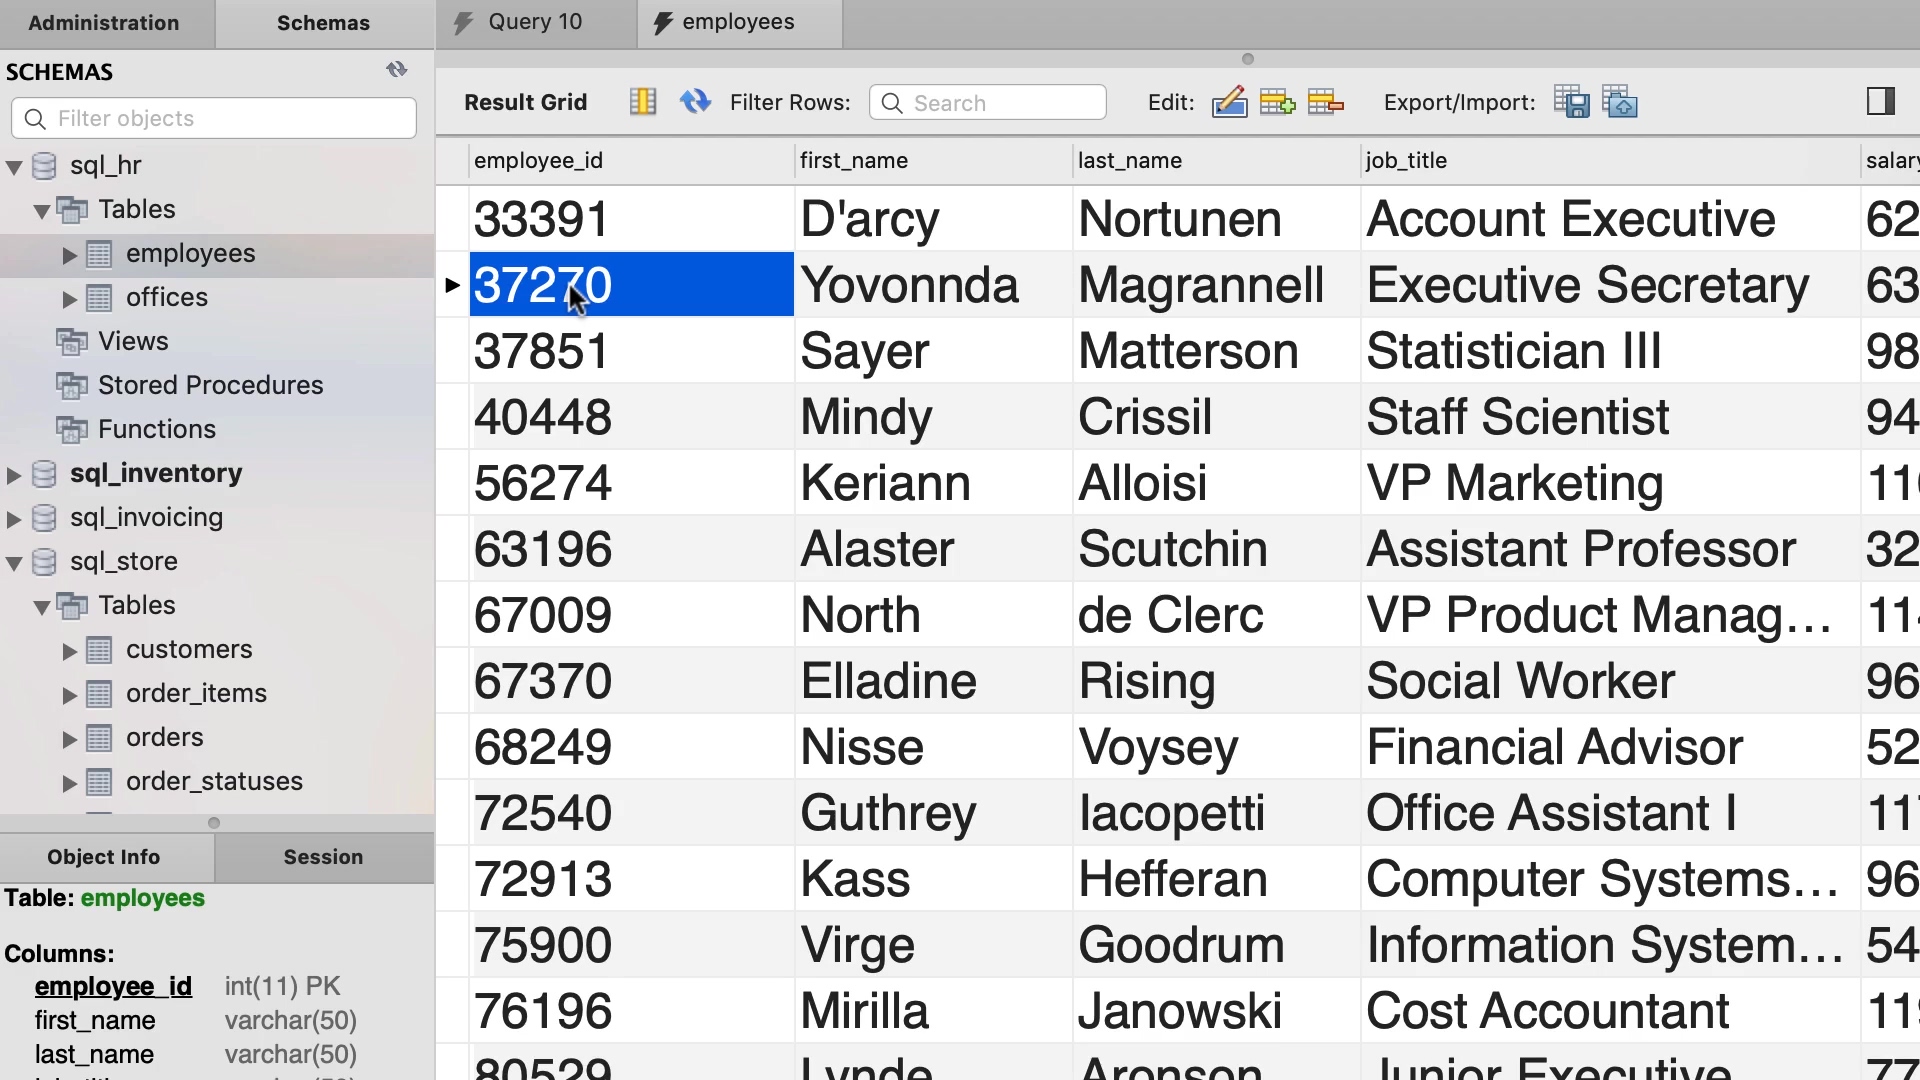 Administration
Schemas
Query 10
employees
SCHEMAS
Filter objects
Result Grid
Filter Rows:
Search
Edit:
Export/Import:
sql_hr
Tables
employees
offices
Views
Stored Procedures
Functions
sql_inventory
sql_invoicing
sql_store
Tables
customers
order_items
orders
order_statuses
employee_id first_name last_name job_title salary
33391 D'arcy Nortunen Account Executive 62
37270 Yovonnda Magrannell Executive Secretary 63
37851 Sayer Matterson Statistician III 98
40448 Mindy Crissil Staff Scientist 94
56274 Keriann Alloisi VP Marketing 110
63196 Alaster Scutchin Assistant Professor 32
67009 North de Clerc VP Product Manag... 114
67370 Elladine Rising Social Worker 96
68249 Nisse Voysey Financial Advisor 52
72540 Guthrey Iacopetti Office Assistant I 117
72913 Kass Hefferan Computer Systems... 96
75900 Virge Goodrum Information System... 54
76196 Mirilla Janowski Cost Accountant 119
80529 Lynde Aronson Junior Executive 77
Object Info
Session
Table: employees
Columns:
employee_id int(11) PK
first_name varchar(50)
last_name varchar(50)